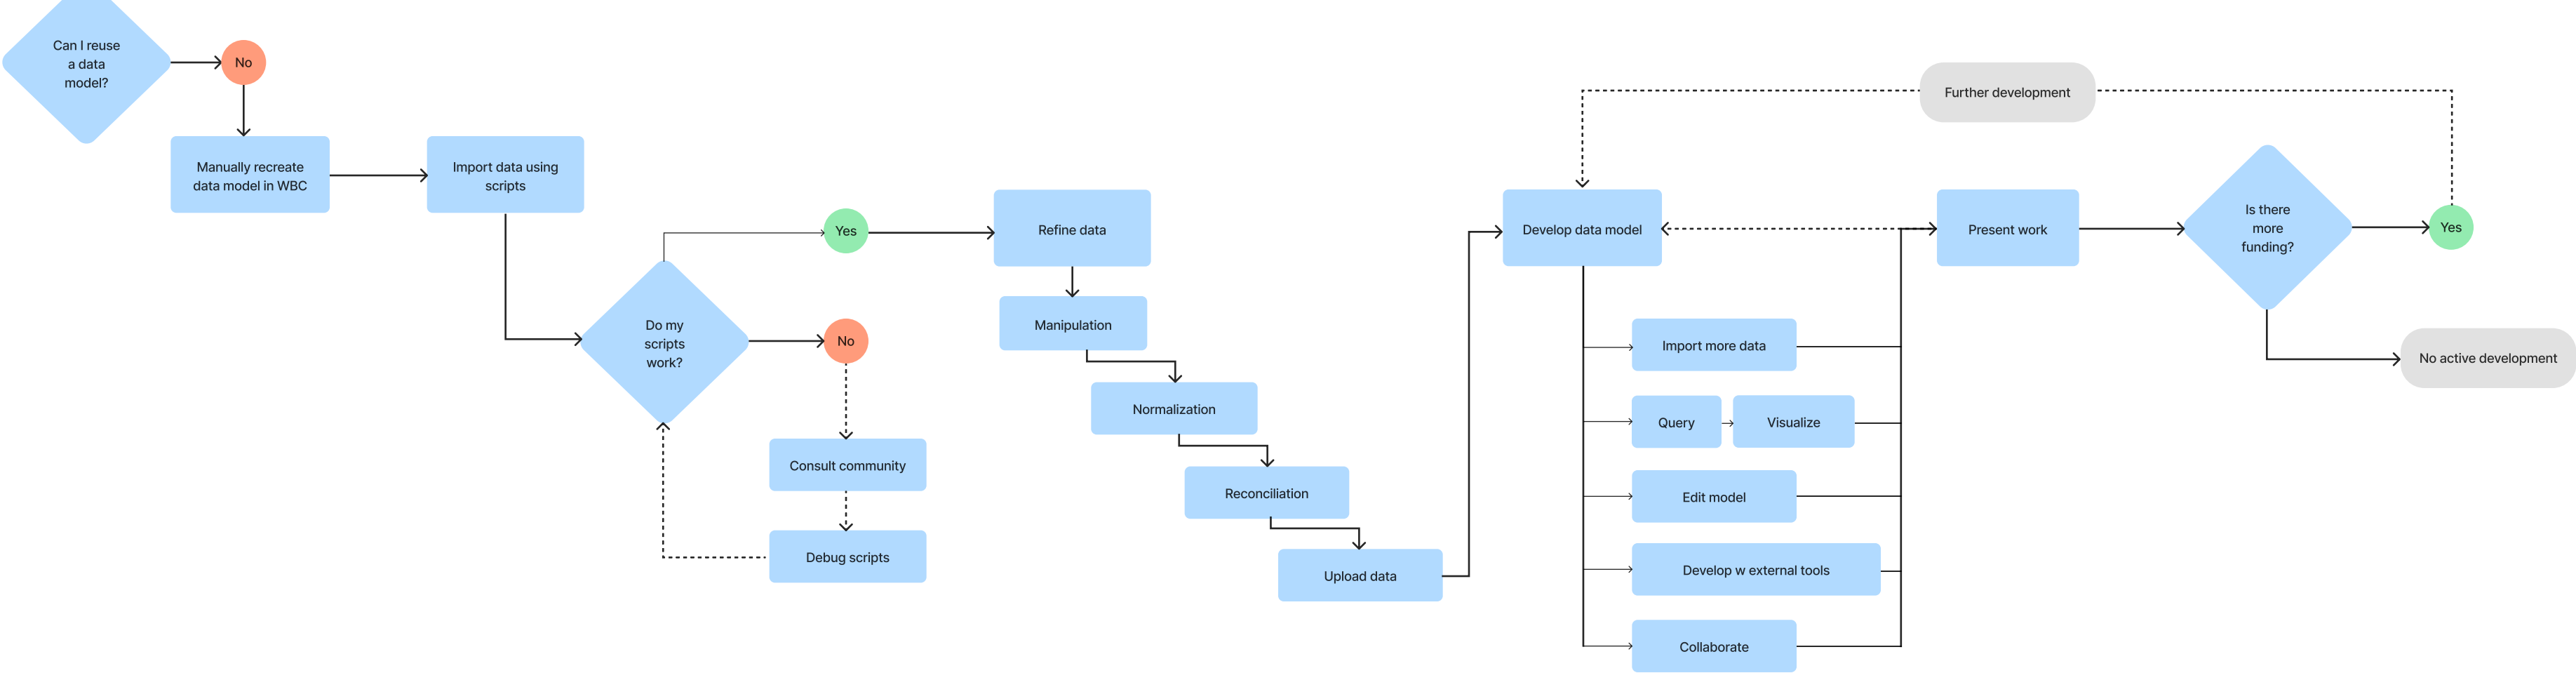 Can I reuse
a data
model?
No
Manually recreate
data model in WBC
Import data using
scripts
Do my
scripts
work?
Yes
No
Consult community
Debug scripts
Refine data
Manipulation
Normalization
Reconciliation
Upload data
Develop data model
Import more data
Query
Visualize
Edit model
Develop w external tools
Collaborate
Further development
Present work
Is there
more
funding?
Yes
No active development